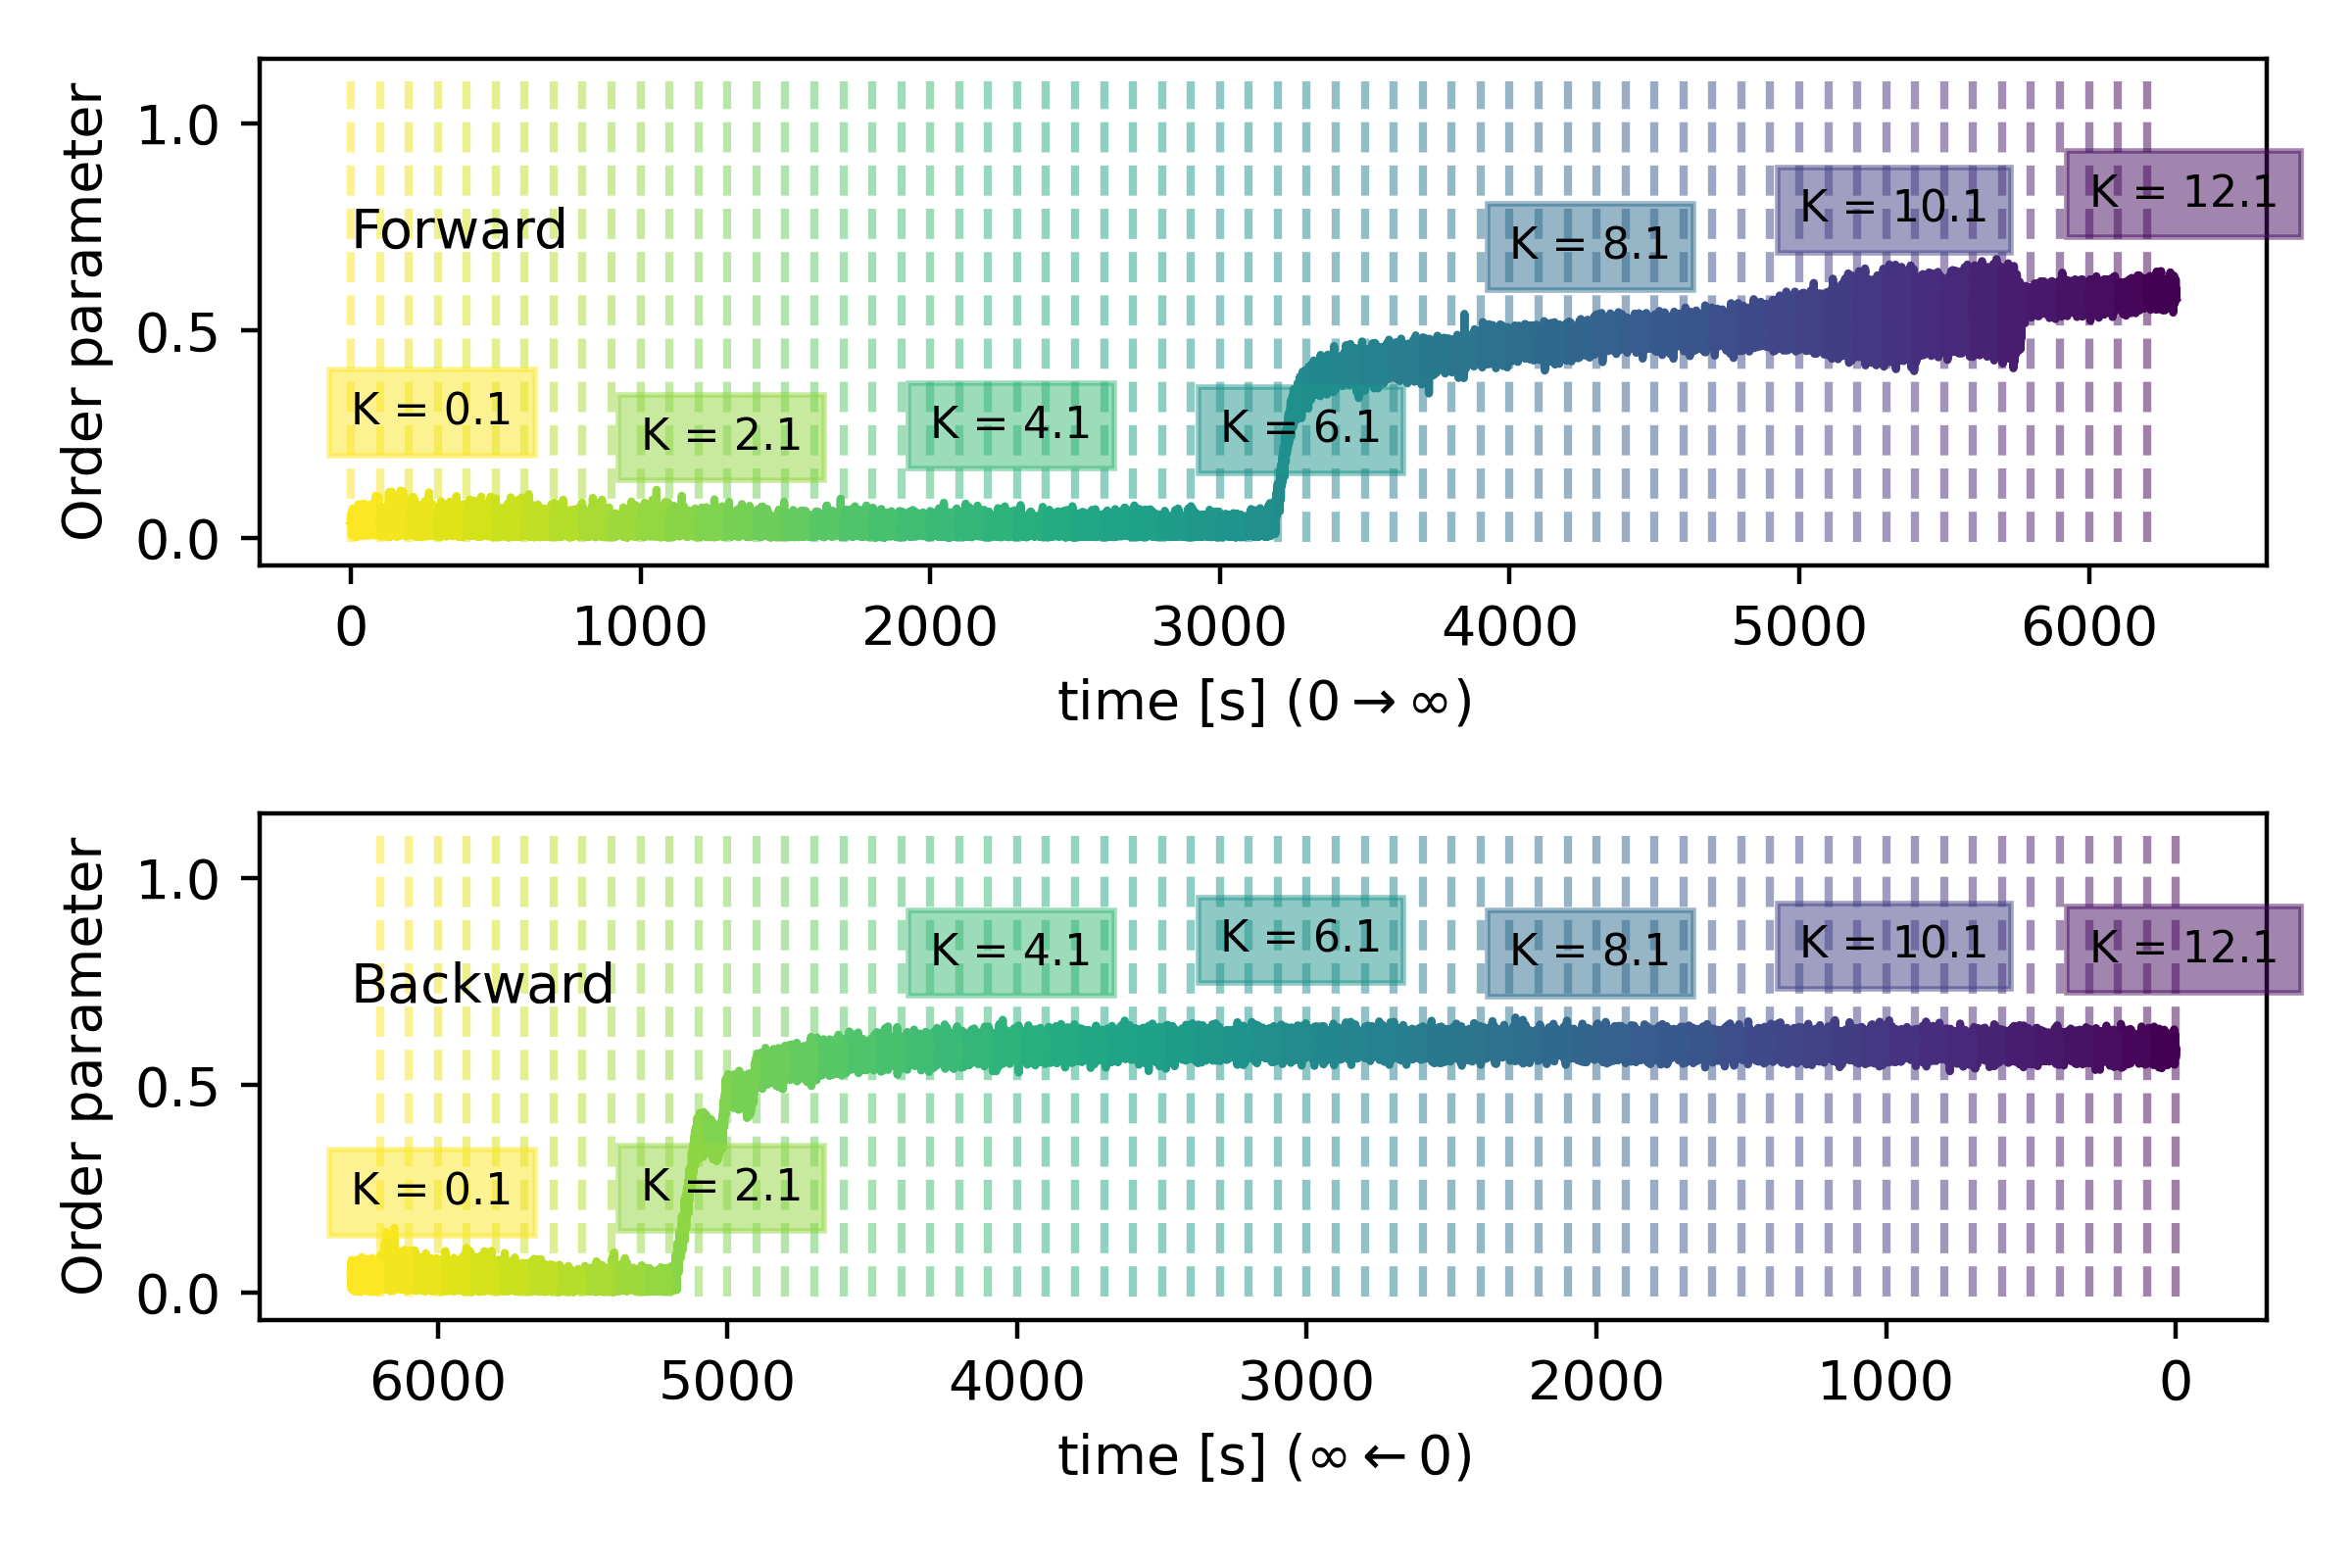 Order parameter
1.0
0.5
0.0
Forward
K = 0.1
K = 2.1
K = 4.1
K = 6.1
K = 8.1
K = 10.1
K = 12.1
0 1000 2000 3000 4000 5000 6000
time [s] (0→∞)
Order parameter
1.0
0.5
0.0
Backward
K = 0.1
K = 2.1
K = 4.1
K = 6.1
K = 8.1
K = 10.1
K = 12.1
6000 5000 4000 3000 2000 1000 0
time [s] (∞←0)